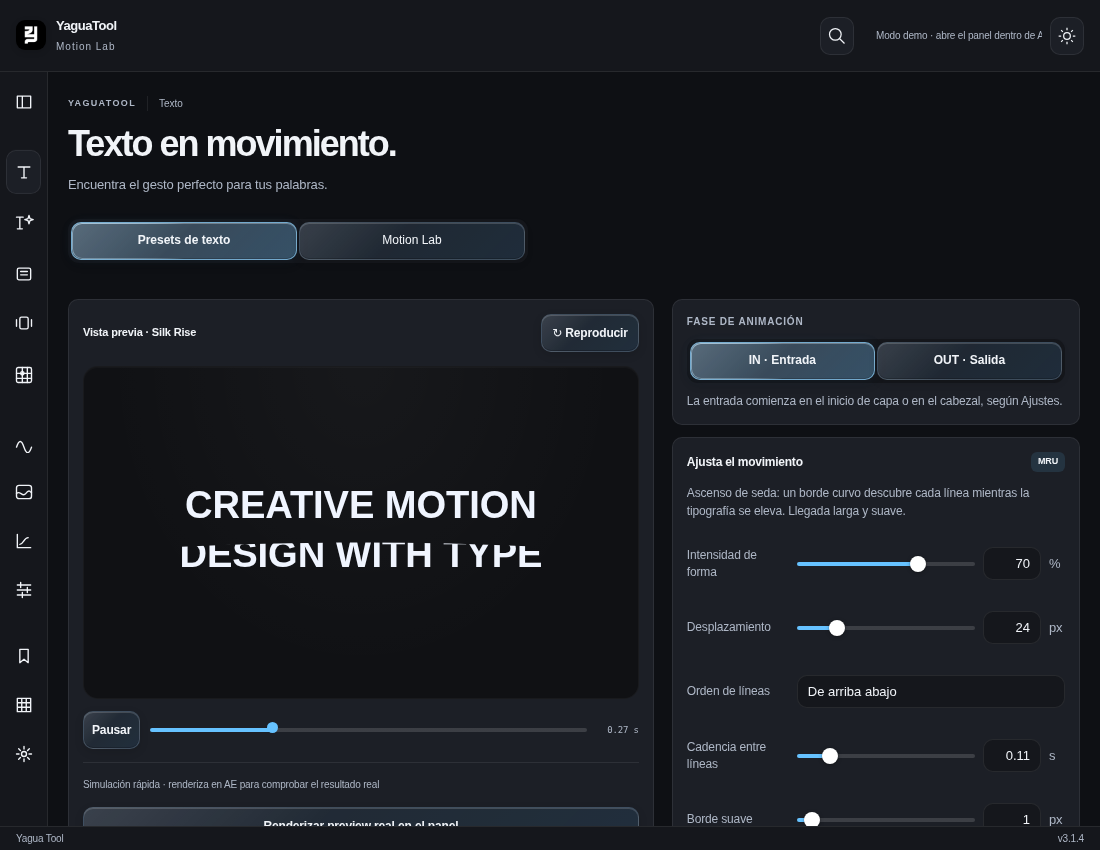 YaguaTool
Motion Lab
Modo demo · abre el panel dentro de A
YAGUATOOL
Texto
Texto en movimiento.
Encuentra el gesto perfecto para tus palabras.
Presets de texto
Motion Lab
Vista previa · Silk Rise
↻ Reproducir
CREATIVE MOTION
DESIGN WITH TYPE
Pausar
0.27 s
Simulación rápida · renderiza en AE para comprobar el resultado real
Renderizar preview real en el panel
FASE DE ANIMACIÓN
IN · Entrada
OUT · Salida
La entrada comienza en el inicio de capa o en el cabezal, según Ajustes.
Ajusta el movimiento
MRU
Ascenso de seda: un borde curvo descubre cada línea mientras la
tipografía se eleva. Llegada larga y suave.
Intensidad de
forma
70 %
Desplazamiento
24 px
Orden de líneas
De arriba abajo
Cadencia entre
líneas
0.11 s
Borde suave
1 px
Yagua Tool
v3.1.4